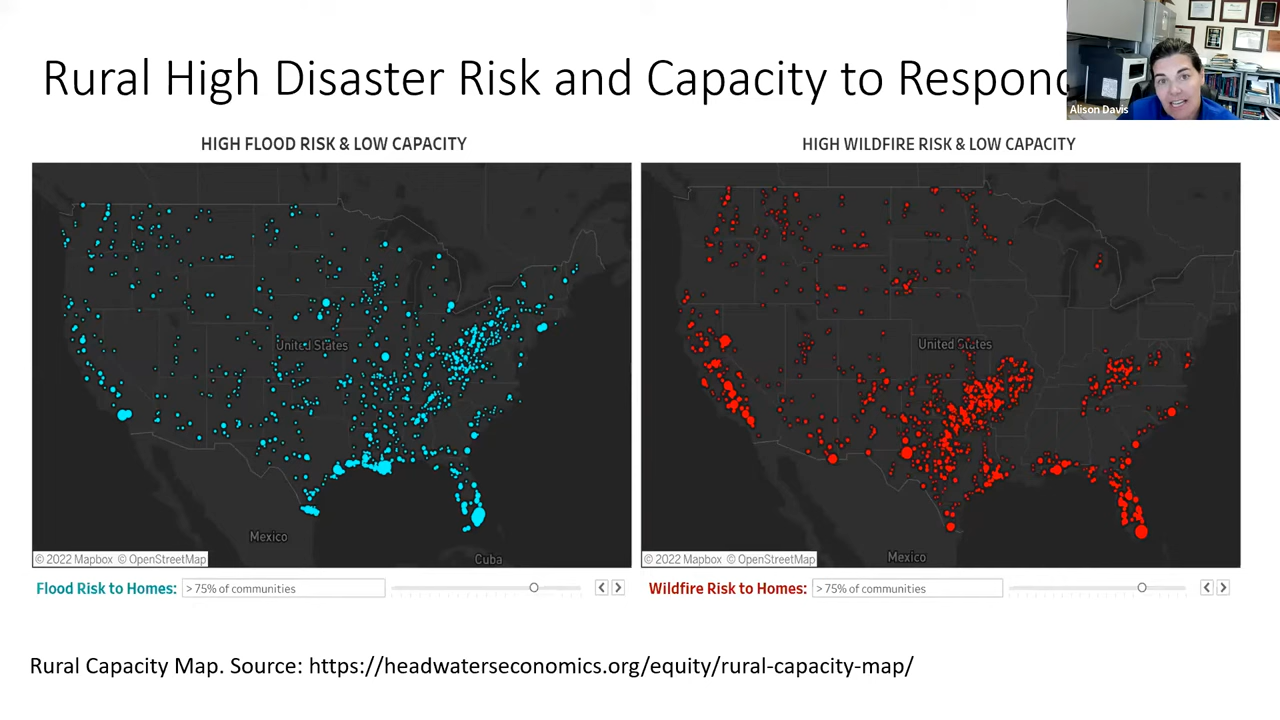 Rural High Disaster Risk and Capacity to Respond
Alison Davis
HIGH FLOOD RISK & LOW CAPACITY
HIGH WILDFIRE RISK & LOW CAPACITY
United States
Mexico
Cuba
© 2022 Mapbox © OpenStreetMap
United States
Mexico
© 2022 Mapbox © OpenStreetMap
Flood Risk to Homes: > 75% of communities
Wildfire Risk to Homes: > 75% of communities
Rural Capacity Map. Source: https://headwaterseconomics.org/equity/rural-capacity-map/